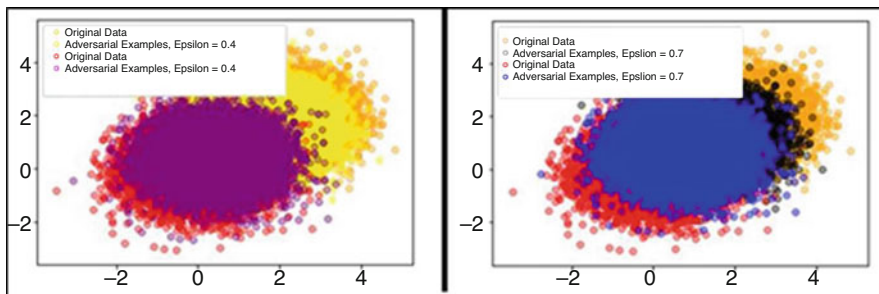 Original Data
Adversarial Examples, Epsilon = 0.4
Original Data
Adversarial Examples, Epsilon = 0.4
4
2
0
−2
−2 0 2 4
Original Data
Adversarial Examples, Epslion = 0.7
Original Data
Adversarial Examples, Epsilon = 0.7
4
2
0
−2
−2 0 2 4